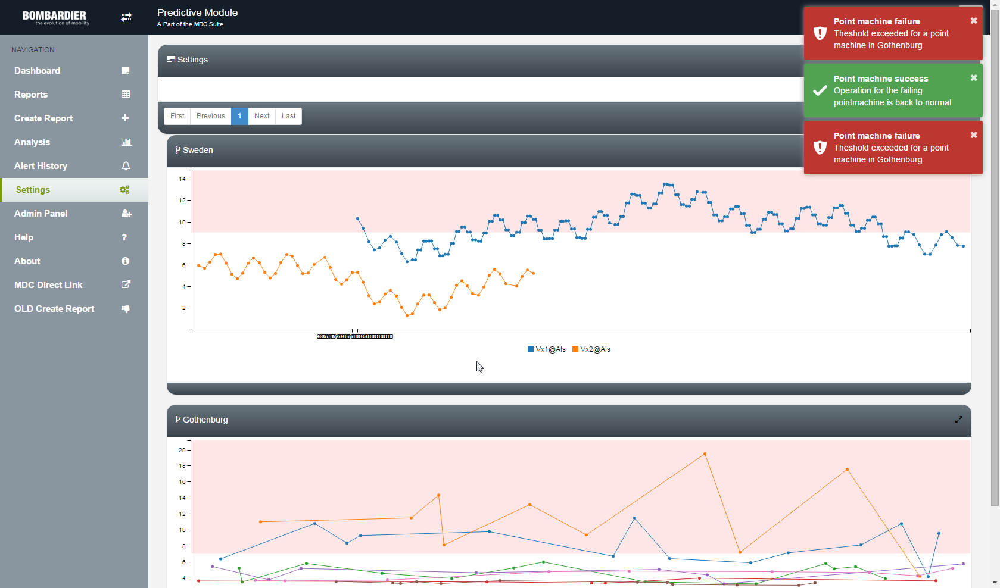 BOMBARDIER
the evolution of mobility
Predictive Module
A Part of the MDC Suite
NAVIGATION
Dashboard
Reports
Create Report
Analysis
Alert History
Settings
Admin Panel
Help
About
MDC Direct Link
OLD Create Report
Settings
First Previous 1 Next Last
Point machine failure
Theshold exceeded for a point
machine in Gothenburg
Point machine success
Operation for the failing
pointmachine is back to normal
Point machine failure
Theshold exceeded for a point
machine in Gothenburg
Sweden
14
12
10
8
6
4
2
Vx1@Als Vx2@Als
Gothenburg
20
18
16
14
12
10
8
6
4